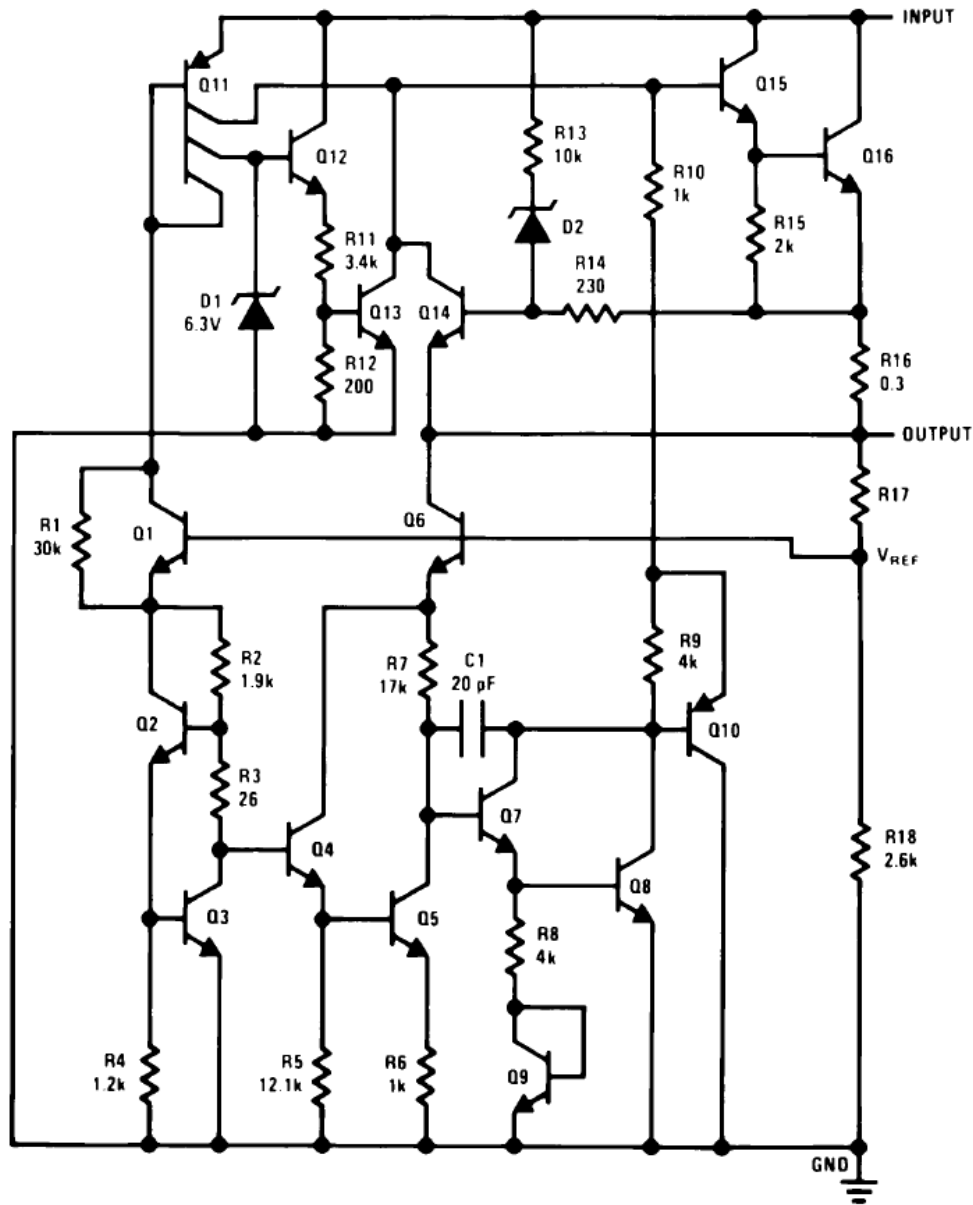 INPUT
Q11
Q15
Q12
R13
10k
Q16
R10
1k
D2
R15
2k
R11
3.4k
R14
230
D1
6.3V
Q13
Q14
R12
200
R16
0.3
OUTPUT
R17
R1
30k
Q1
Q6
VREF
R2
1.9k
R7
17k
C1
20 pF
R9
4k
Q2
Q10
R3
26
Q7
Q4
R18
2.6k
Q8
Q3
Q5
R8
4k
R4
1.2k
R5
12.1k
R6
1k
Q9
GND